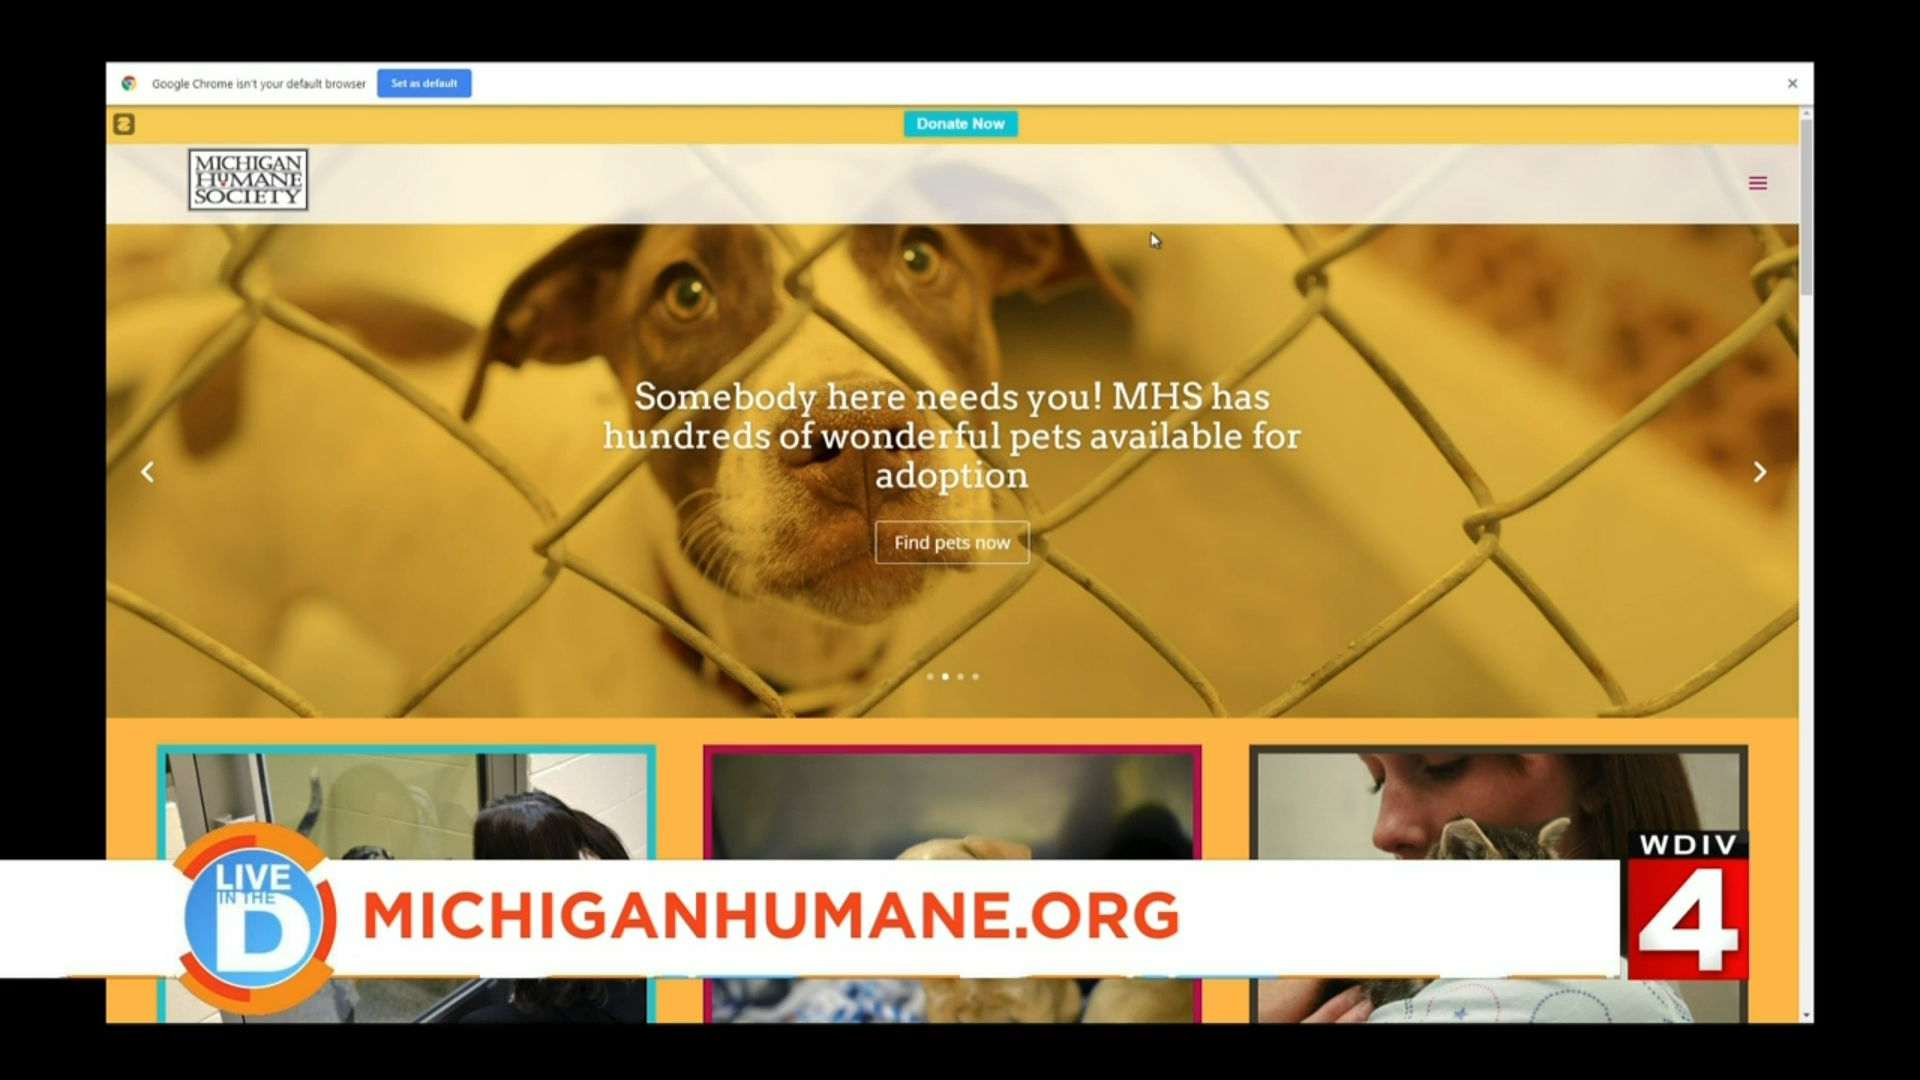 Google Chrome isn't your default browser
Set as default
Donate Now
MICHIGAN
HUMANE
SOCIETY
Somebody here needs you! MHS has
hundreds of wonderful pets available for
adoption
Find pets now
LIVE
IN THE
D
MICHIGANHUMANE.ORG
WDIV
4